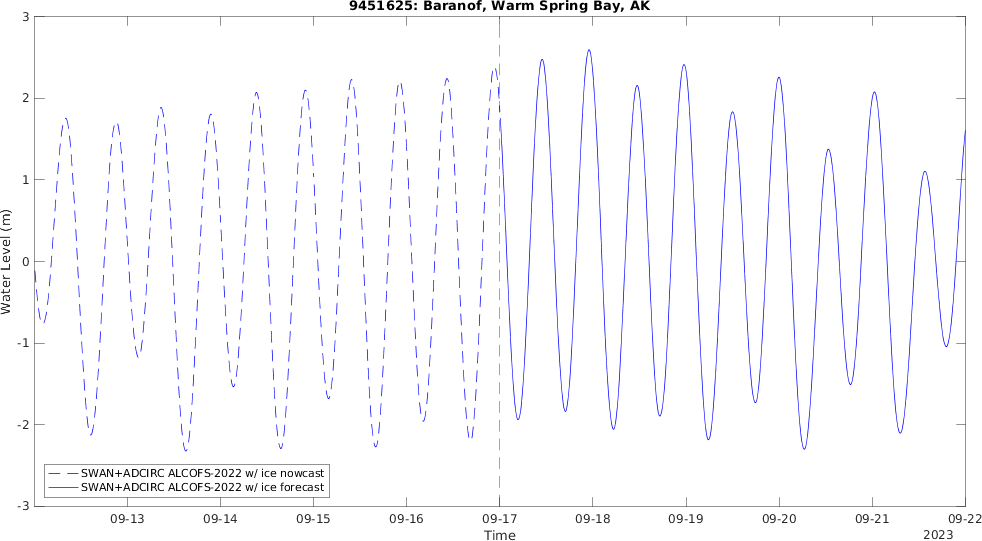 9451625: Baranof, Warm Spring Bay, AK
3
2
1
0
-1
-2
-3
Water Level (m)
SWAN+ADCIRC ALCOFS-2022 w/ ice nowcast
SWAN+ADCIRC ALCOFS-2022 w/ ice forecast
09-13 09-14 09-15 09-16 09-17 09-18 09-19 09-20 09-21 09-22
Time
2023